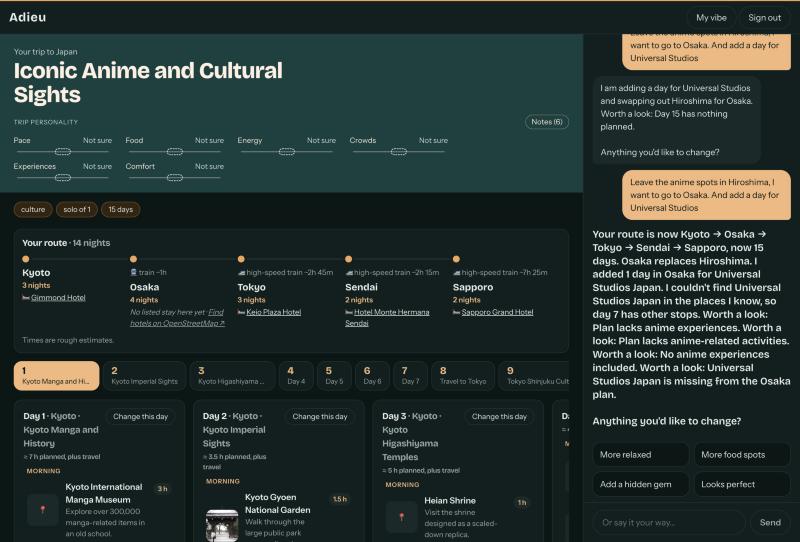 Adieu
My vibe
Sign out
Your trip to Japan
Iconic Anime and Cultural
Sights
TRIP PERSONALITY
Notes (6)
Pace Not sure
Food Not sure
Energy Not sure
Crowds Not sure
Experiences Not sure
Comfort Not sure
culture
solo of 1
15 days
Your route · 14 nights
Kyoto
3 nights
Gimmond Hotel
train ~1h
Osaka
4 nights
No listed stay here yet · Find
hotels on OpenStreetMap ↗
high-speed train ~2h 45m
Tokyo
3 nights
Keio Plaza Hotel
high-speed train ~2h 15m
Sendai
2 nights
Hotel Monte Hermana
Sendai
high-speed train ~7h 25m
Sapporo
2 nights
Sapporo Grand Hotel
Times are rough estimates.
1
Kyoto Manga and Hi...
2
Kyoto Imperial Sights
3
Kyoto Higashiyama ...
4
Day 4
5
Day 5
6
Day 6
7
Day 7
8
Travel to Tokyo
9
Tokyo Shinjuku Cult
Day 1 · Kyoto ·
Kyoto Manga and
History
Change this day
≈ 7 h planned, plus travel
MORNING
Kyoto International
Manga Museum
3 h
Explore over 300,000
manga-related items in
an old school.
Day 2 · Kyoto ·
Kyoto Imperial
Sights
Change this day
≈ 3.5 h planned, plus
travel
MORNING
Kyoto Gyoen
National Garden
1.5 h
Walk through the
large public park
Day 3 · Kyoto ·
Kyoto
Higashiyama
Temples
Change this day
≈ 5 h planned, plus travel
MORNING
Heian Shrine
1 h
Visit the shrine
designed as a scaled-
down replica.
want to go to Osaka. And add a day for
Universal Studios
I am adding a day for Universal Studios
and swapping out Hiroshima for Osaka.
Worth a look: Day 15 has nothing
planned.
Anything you'd like to change?
Leave the anime spots in Hiroshima, I
want to go to Osaka. And add a day for
Universal Studios
Your route is now Kyoto → Osaka →
Tokyo → Sendai → Sapporo, now 15
days. Osaka replaces Hiroshima. I
added 1 day in Osaka for Universal
Studios Japan. I couldn't find Universal
Studios Japan in the places I know, so
day 7 has other stops. Worth a look:
Plan lacks anime experiences. Worth a
look: Plan lacks anime-related activities.
Worth a look: No anime experiences
included. Worth a look: Universal
Studios Japan is missing from the Osaka
plan.
Anything you'd like to change?
More relaxed
More food spots
Add a hidden gem
Looks perfect
Or say it your way...
Send